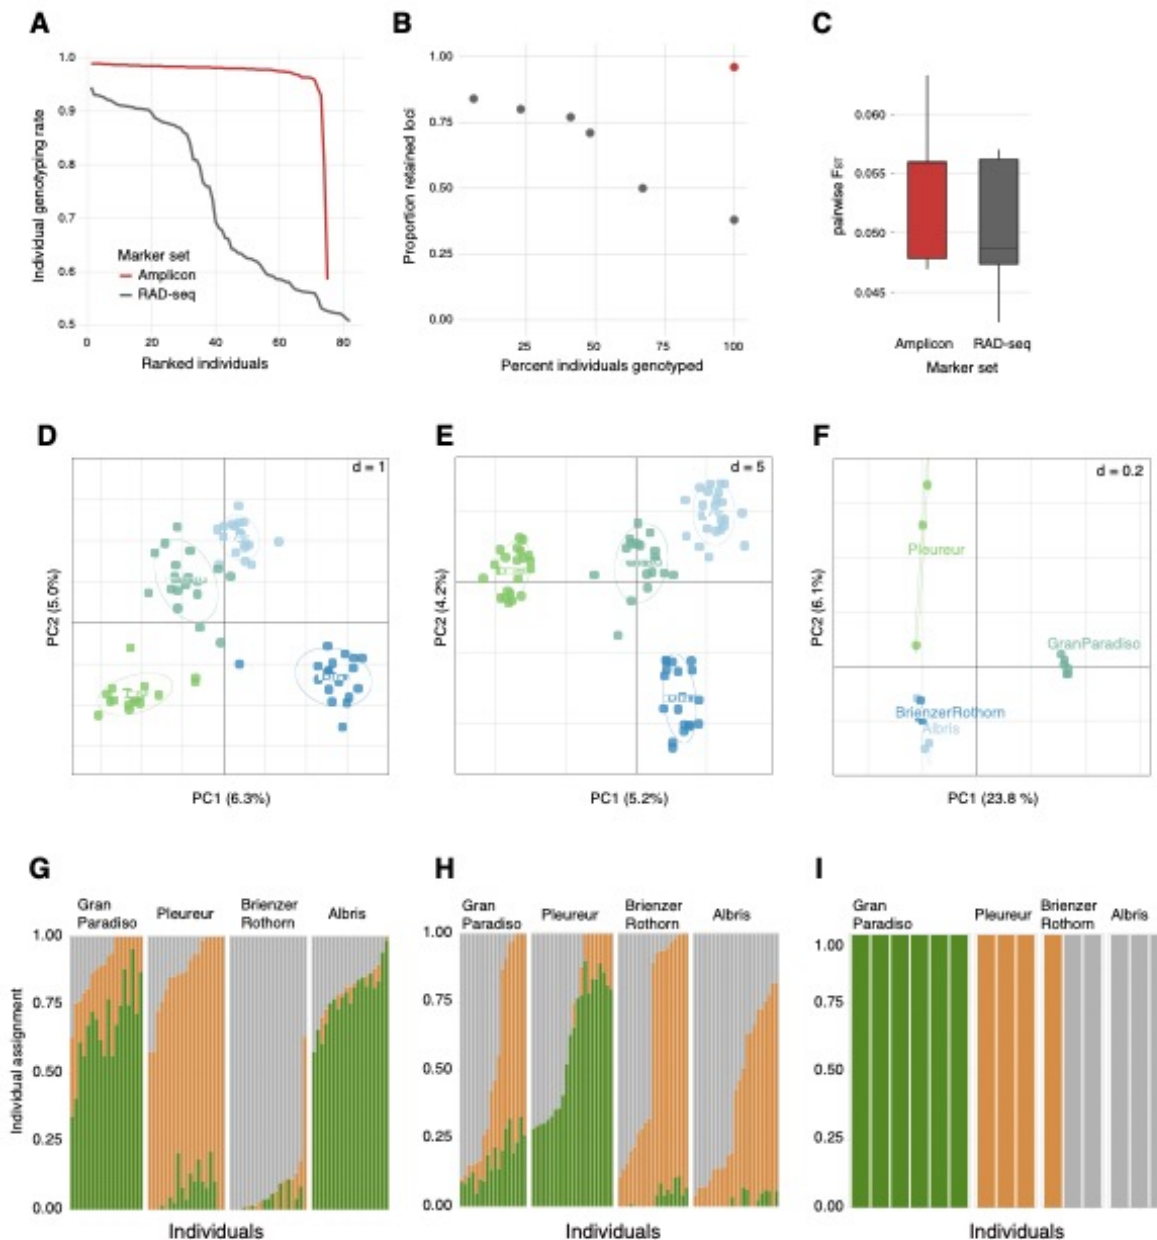 A
B
C
1.0
0.9
0.8
0.7
0.6
0.5
Individual genotyping rate
Marker set
Amplicon
RAD-seq
0
20
40
60
80
Ranked individuals
1.00
0.75
0.50
0.25
0.00
Proportion retained loci
25
50
75
100
Percent individuals genotyped
0.060
0.055
0.050
0.045
pairwise FST
Amplicon
RAD-seq
Marker set
D
E
F
d = 1
d = 5
d = 0.2
PC2 (5.0%)
PC1 (6.3%)
PC2 (4.2%)
PC1 (5.2%)
PC2 (6.1%)
Pleureur
GranParadiso
BrienzerRothorn
Albris
PC1 (23.8 %)
G
H
I
Gran
Paradiso
Pleureur
Brienzer
Rothorn
Albris
1.00
0.75
0.50
0.25
0.00
Individual assignment
Individuals
Gran
Paradiso
Pleureur
Brienzer
Rothorn
Albris
1.00
0.75
0.50
0.25
0.00
Individuals
Gran
Paradiso
Pleureur
Brienzer
Rothorn
Albris
1.00
0.75
0.50
0.25
0.00
Individuals